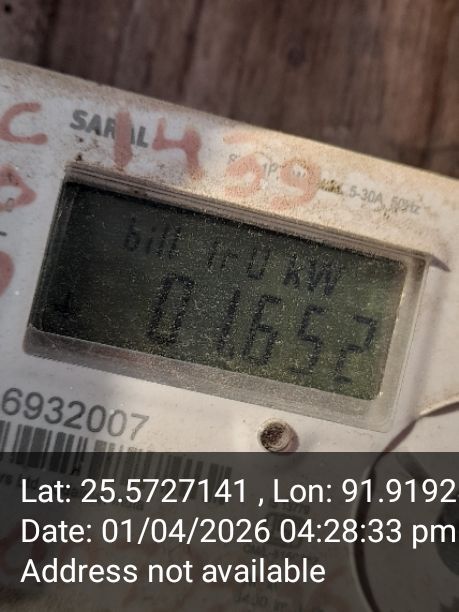 SARAL
C 1439
5-30A, 50Hz
bill 1r0 kW
01.652
6932007
Lat: 25.5727141 , Lon: 91.9192
Date: 01/04/2026 04:28:33 pm
Address not available